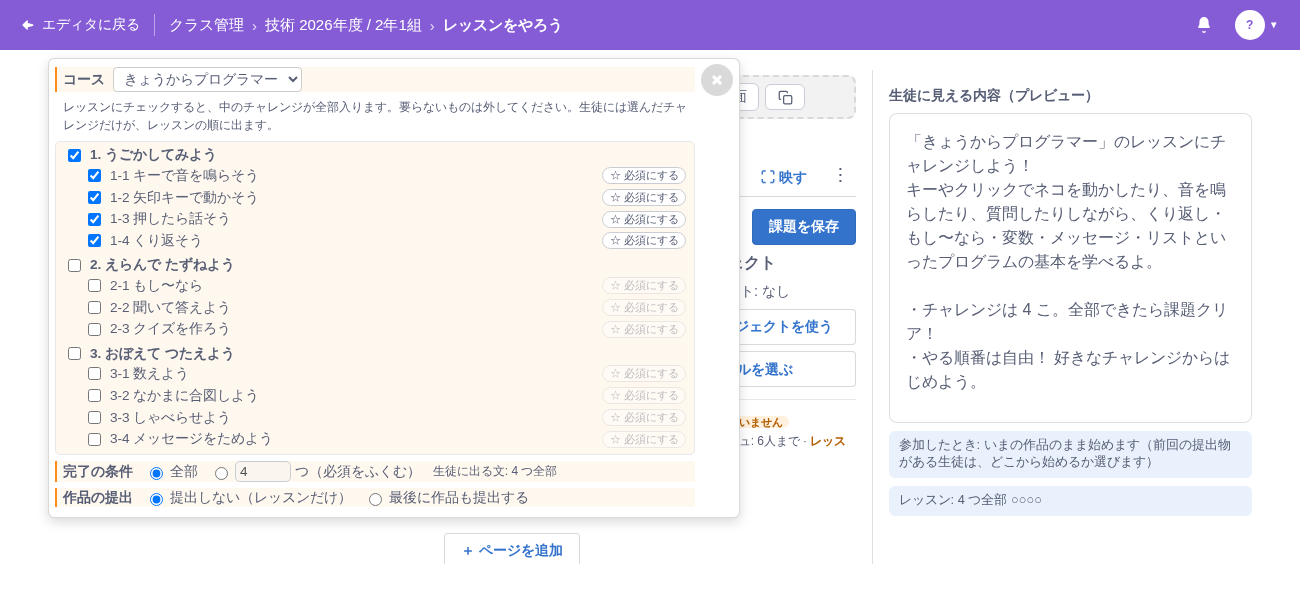 エディタに戻る クラス管理 › 技術 2026年度 / 2年1組 › レッスンをやろう ?
コース きょうからプログラマー
レッスンにチェックすると、中のチャレンジが全部入ります。要らないものは外してください。生徒には選んだチャ
レンジだけが、レッスンの順に出ます。
1. うごかしてみよう
1-1 キーで音を鳴らそう ☆ 必須にする
1-2 矢印キーで動かそう ☆ 必須にする
1-3 押したら話そう ☆ 必須にする
1-4 くり返そう ☆ 必須にする
2. えらんで たずねよう
2-1 もし〜なら ☆ 必須にする
2-2 聞いて答えよう ☆ 必須にする
2-3 クイズを作ろう ☆ 必須にする
3. おぼえて つたえよう
3-1 数えよう ☆ 必須にする
3-2 なかまに合図しよう ☆ 必須にする
3-3 しゃべらせよう ☆ 必須にする
3-4 メッセージをためよう ☆ 必須にする
完了の条件 全部 4 つ（必須をふくむ） 生徒に出る文: 4 つ全部
作品の提出 提出しない（レッスンだけ） 最後に作品も提出する
映す
課題を保存
ェクト
ト: なし
ジェクトを使う
ルを選ぶ
いません
ュ: 6人まで · レッス
+ ページを追加
生徒に見える内容（プレビュー）
「きょうからプログラマー」のレッスンにチ
ャレンジしよう！
キーやクリックでネコを動かしたり、音を鳴
らしたり、質問したりしながら、くり返し・
もし〜なら・変数・メッセージ・リストとい
ったプログラムの基本を学べるよ。
・チャレンジは 4 こ。全部できたら課題クリ
ア！
・やる順番は自由！ 好きなチャレンジからは
じめよう。
参加したとき: いまの作品のまま始めます（前回の提出物
がある生徒は、どこから始めるか選びます）
レッスン: 4 つ全部 ○○○○